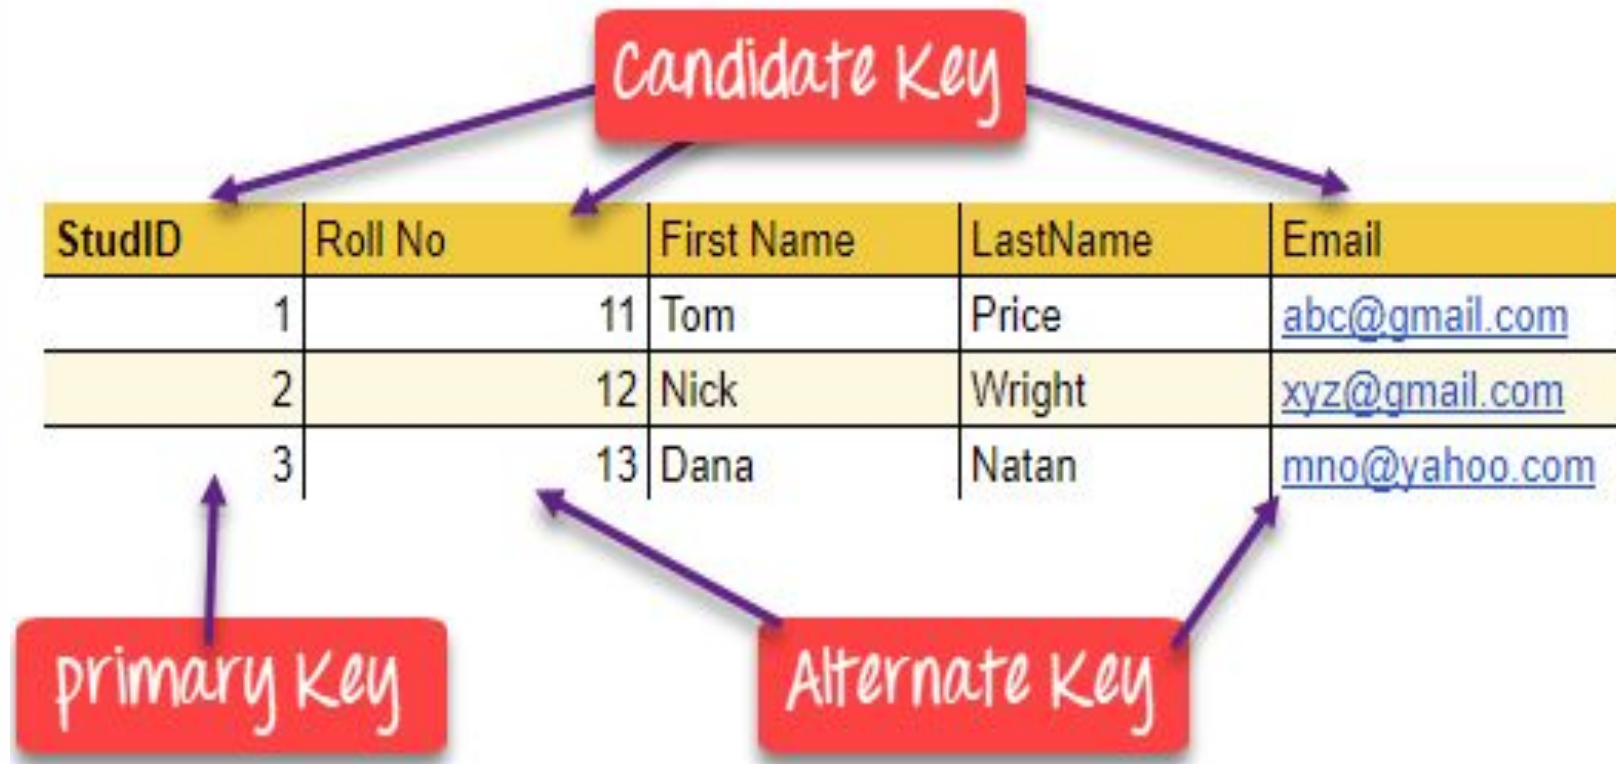 Candidate Key
StudID Roll No First Name LastName Email
1 11 Tom Price abc@gmail.com
2 12 Nick Wright xyz@gmail.com
3 13 Dana Natan mno@yahoo.com
primary Key Alternate Key